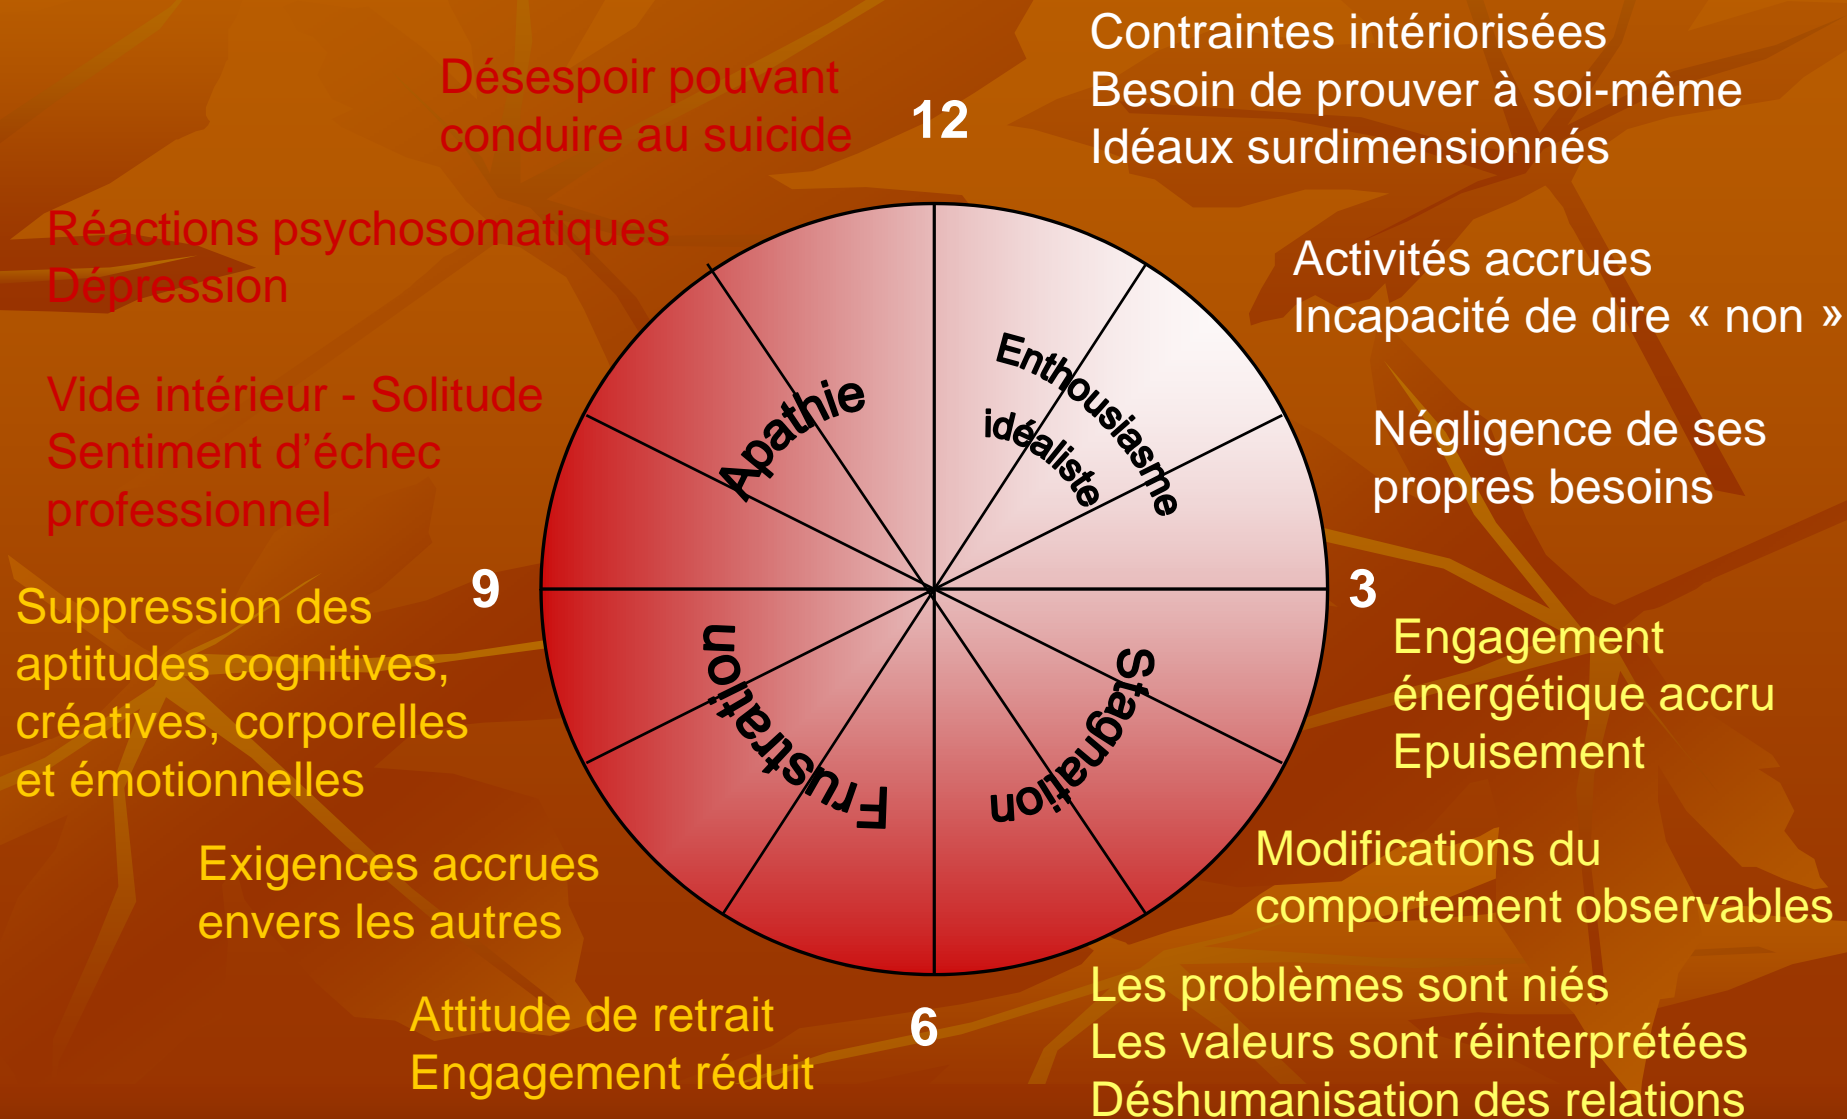 12
Contraintes intériorisées
Besoin de prouver à soi-même
Idéaux surdimensionnés
Activités accrues
Incapacité de dire « non »
Négligence de ses
propres besoins
3
Engagement
énergétique accru
Epuisement
Modifications du
comportement observables
Les problèmes sont niés
Les valeurs sont réinterprétées
Déshumanisation des relations
6
Attitude de retrait
Engagement réduit
Exigences accrues
envers les autres
Suppression des
aptitudes cognitives,
créatives, corporelles
et émotionnelles
9
Vide intérieur - Solitude
Sentiment d’échec
professionnel
Réactions psychosomatiques
Dépression
Désespoir pouvant
conduire au suicide
Enthousiasme
idéaliste
Stagnation
Frustration
Apathie